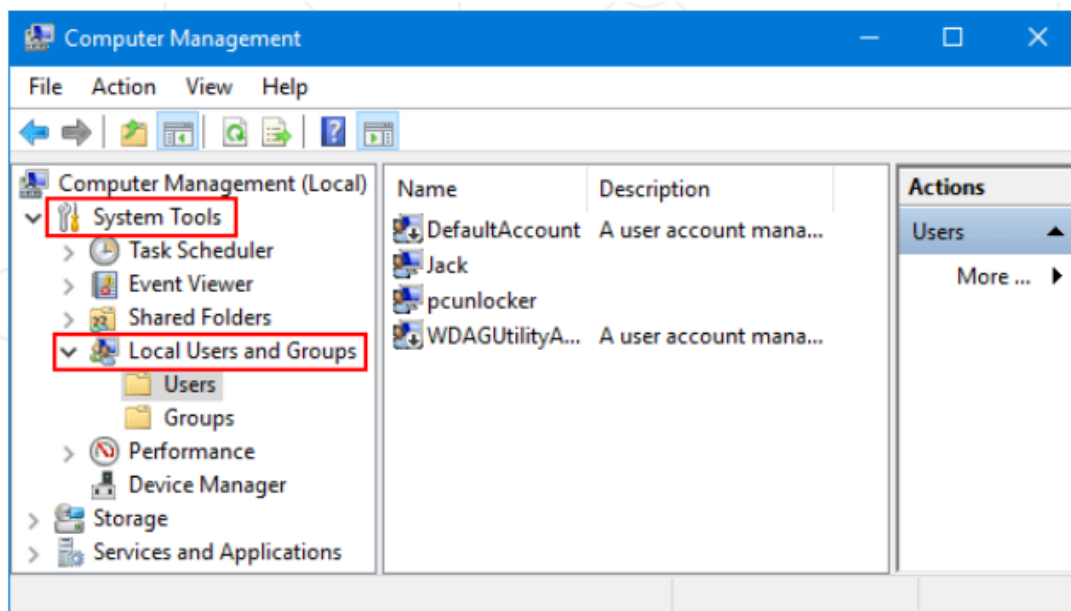 Computer Management
File Action View Help
Computer Management (Local)
System Tools
Task Scheduler
Event Viewer
Shared Folders
Local Users and Groups
Users
Groups
Performance
Device Manager
Storage
Services and Applications
Name Description
DefaultAccount A user account mana...
Jack
pcunlocker
WDAGUtilityA... A user account mana...
Actions
Users
More ...